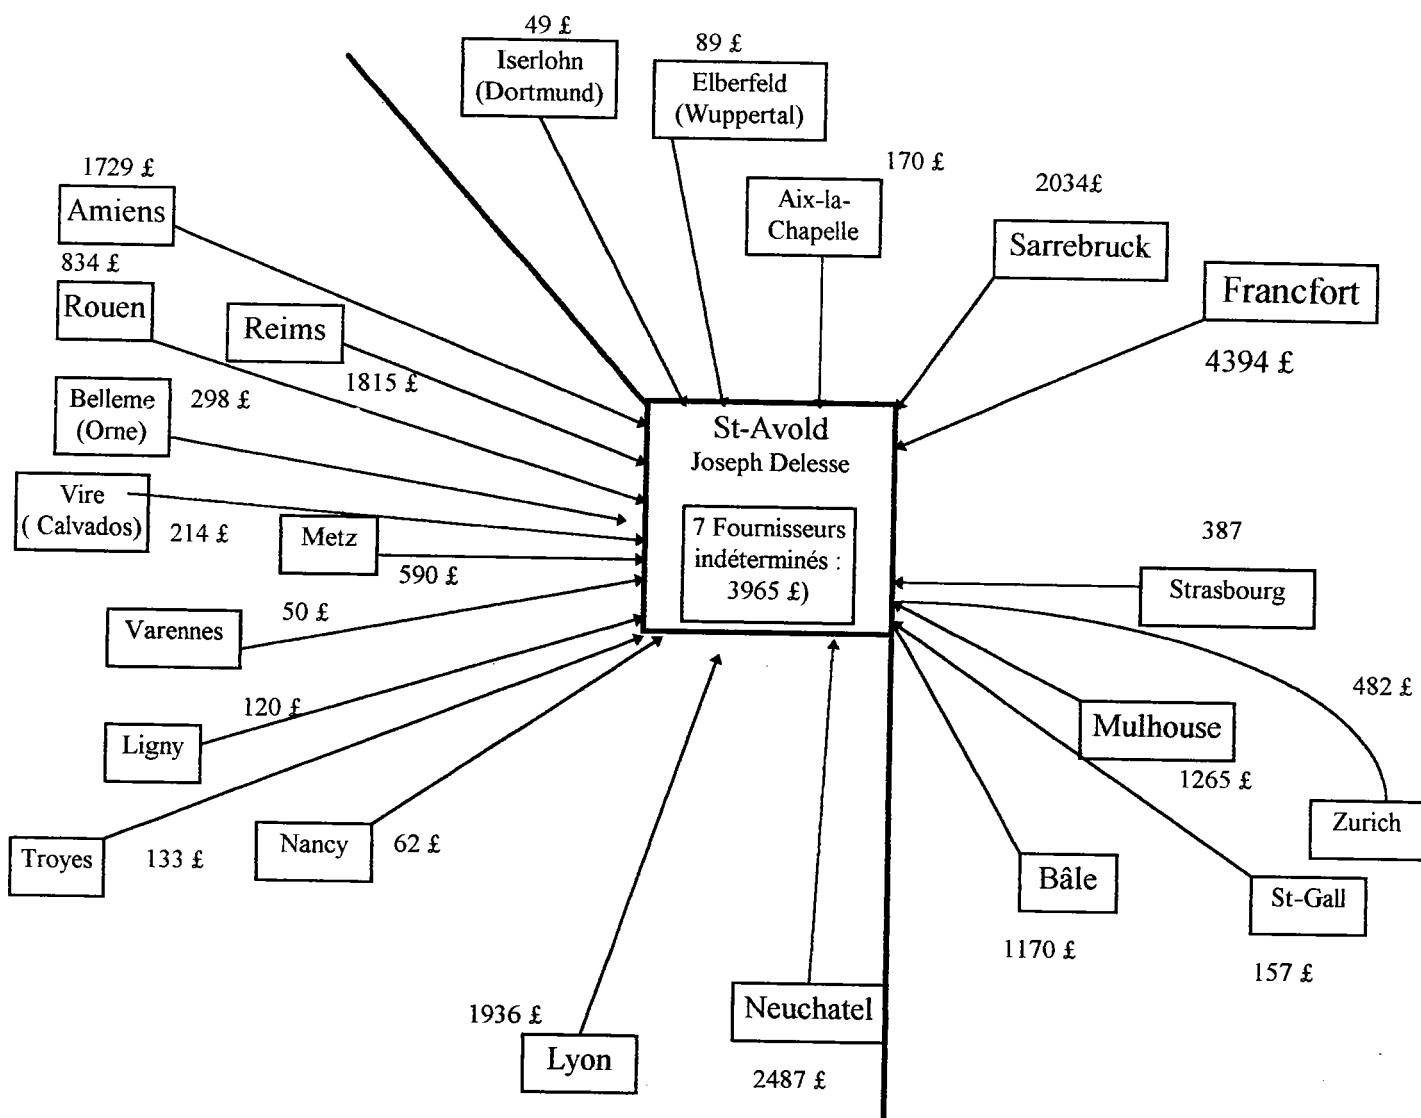 49 £
Iserlohn
(Dortmund)
89 £
Elberfeld
(Wuppertal)
170 £
Aix-la-
Chapelle
2034£
Sarrebruck
Francfort
4394 £
1729 £
Amiens
834 £
Rouen
Reims
1815 £
Belleme
(Orne)
298 £
Vire
( Calvados)
214 £
Metz
590 £
St-Avold
Joseph Delesse
7 Fournisseurs
indéterminés :
3965 £)
387
Strasbourg
50 £
Varennes
120 £
Ligny
482 £
Mulhouse
1265 £
Zurich
Troyes
133 £
Nancy
62 £
Bâle
1170 £
St-Gall
157 £
1936 £
Lyon
Neuchatel
2487 £